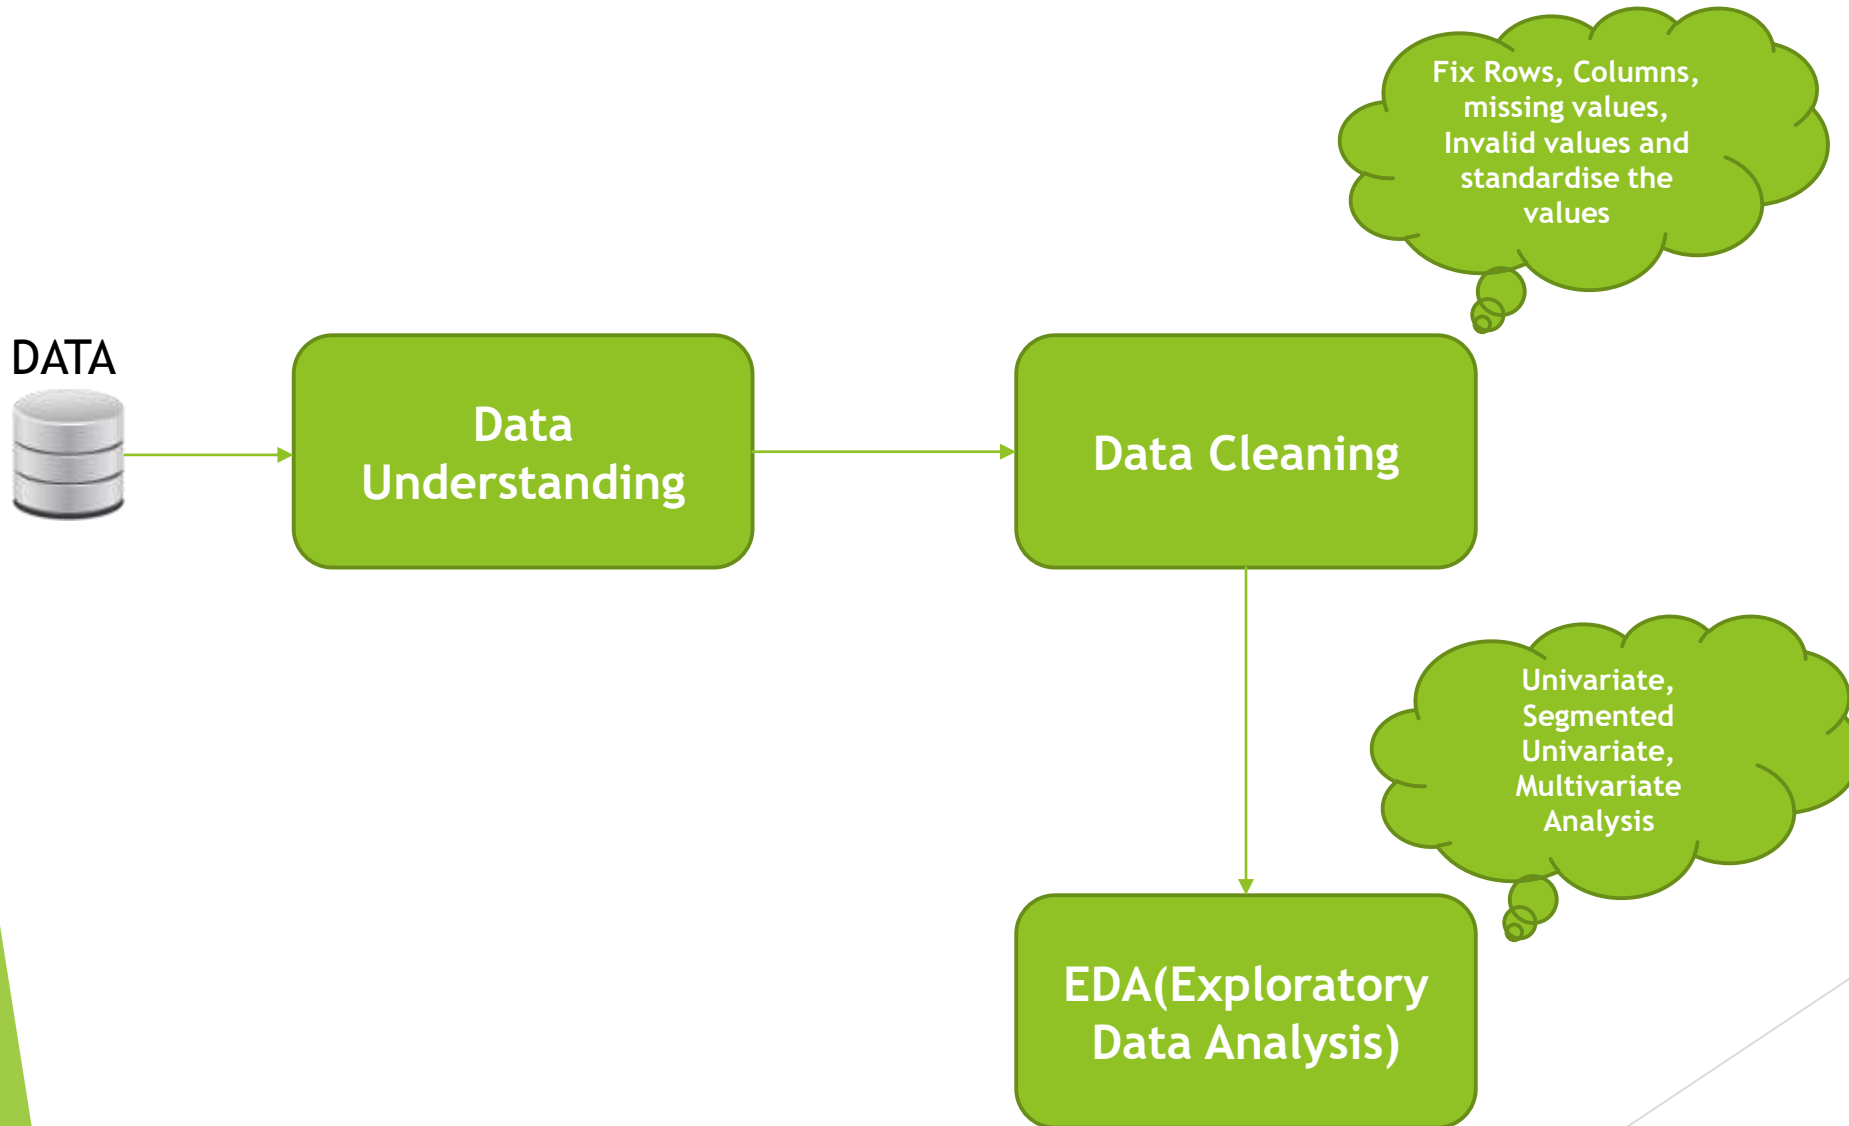 DATA
Data
Understanding
Data Cleaning
Fix Rows, Columns,
missing values,
Invalid values and
standardise the
values
Univariate,
Segmented
Univariate,
Multivariate
Analysis
EDA(Exploratory
Data Analysis)